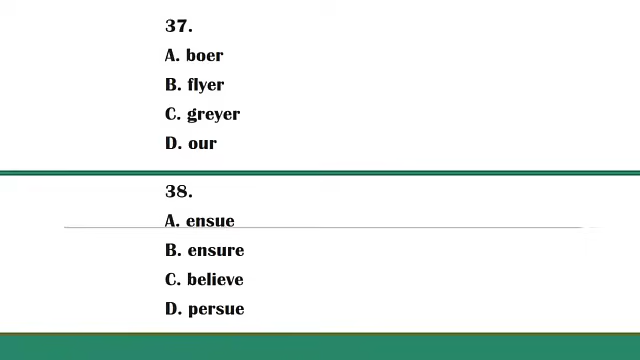 37.
A. boer
B. flyer
C. greyer
D. our
38.
A. ensue
B. ensure
C. believe
D. persue